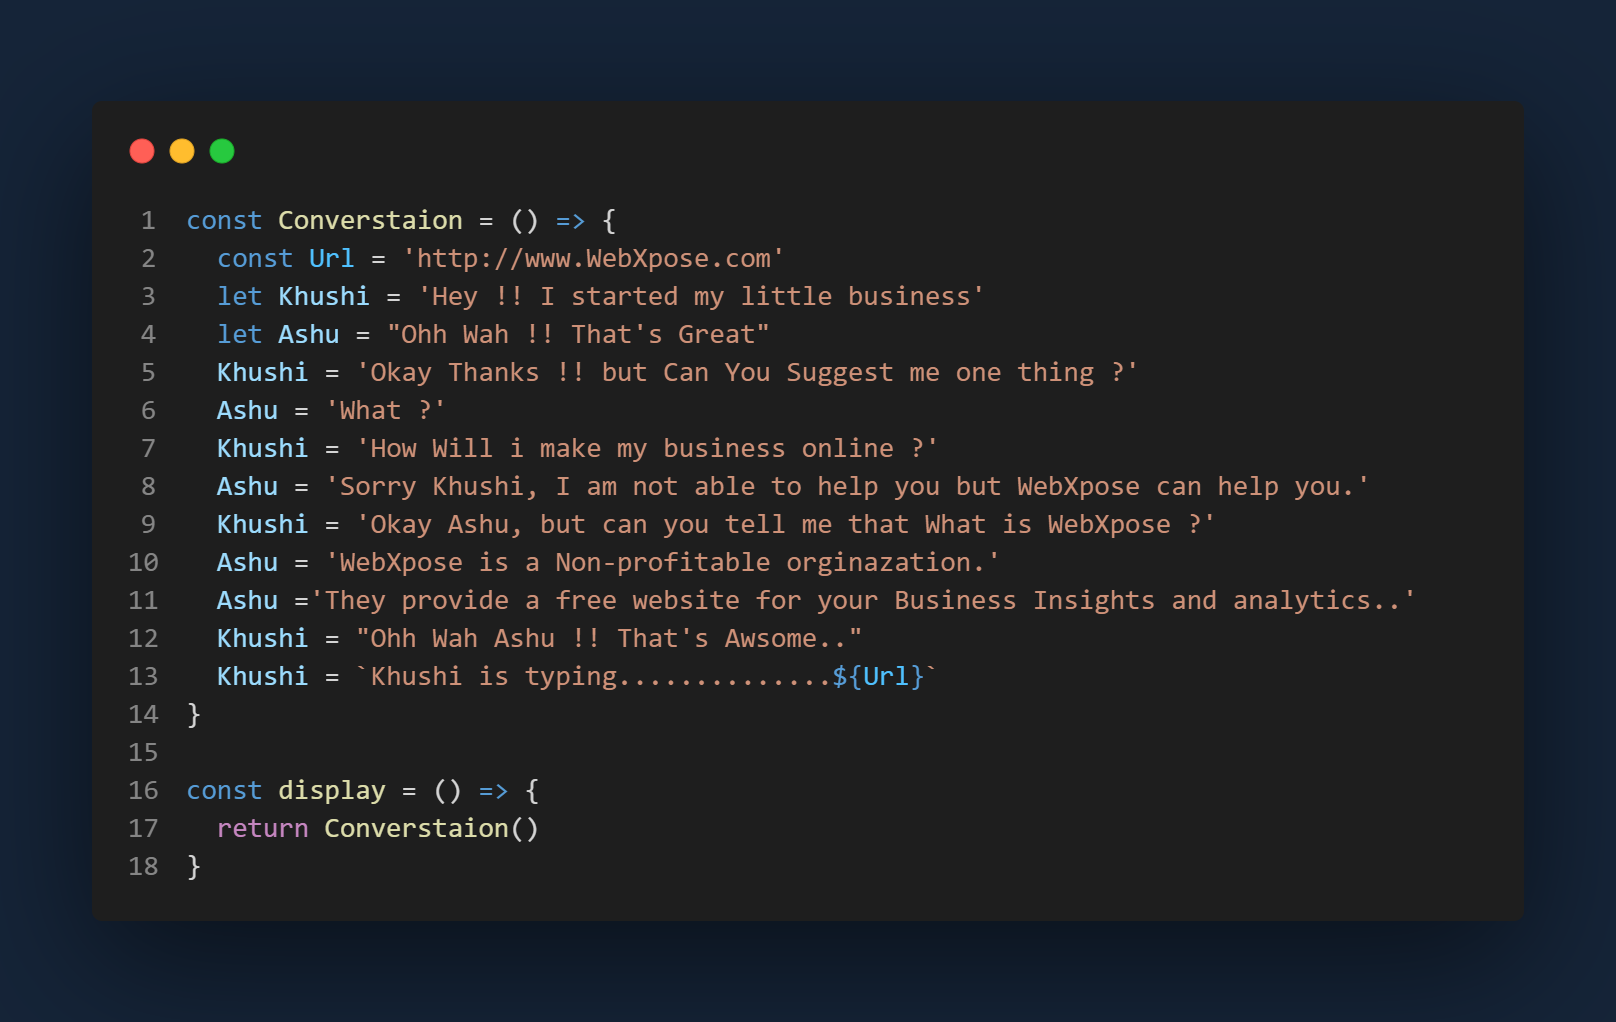 1 const Converstaion = () => {
2 const Url = 'http://www.WebXpose.com'
3 let Khushi = 'Hey !! I started my little business'
4 let Ashu = "Ohh Wah !! That's Great"
5 Khushi = 'Okay Thanks !! but Can You Suggest me one thing ?'
6 Ashu = 'What ?'
7 Khushi = 'How Will i make my business online ?'
8 Ashu = 'Sorry Khushi, I am not able to help you but WebXpose can help you.'
9 Khushi = 'Okay Ashu, but can you tell me that What is WebXpose ?'
10 Ashu = 'WebXpose is a Non-profitable orginazation.'
11 Ashu ='They provide a free website for your Business Insights and analytics..'
12 Khushi = "Ohh Wah Ashu !! That's Awsome.."
13 Khushi = `Khushi is typing..............${Url}`
14 }
15
16 const display = () => {
17 return Converstaion()
18 }